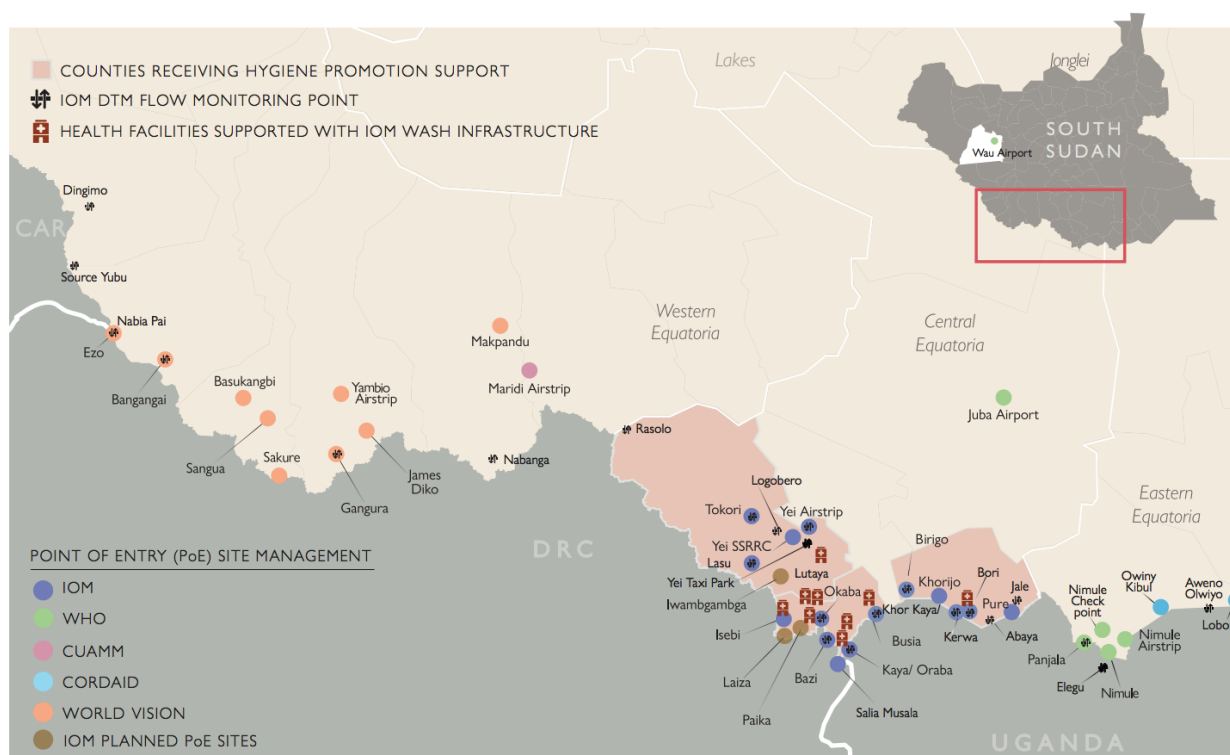 COUNTIES RECEIVING HYGIENE PROMOTION SUPPORT
IOM DTM FLOW MONITORING POINT
HEALTH FACILITIES SUPPORTED WITH IOM WASH INFRASTRUCTURE
Lakes
Jonglei
SOUTH
SUDAN
Wau Airport
Dingimo
CAR
Source Yubu
Nabia Pai
Ezo
Bangangai
Basukangbi
Sangua
Sakure
Yambio
Airstrip
Gangura
James
Diko
Makpandu
Maridi Airstrip
Nabanga
Western
Equatoria
Central
Equatoria
Juba Airport
Eastern
Equatoria
Rasolo
Logobero
Tokori
Yei Airstrip
Yei SSRRC
Lasu
Yei Taxi Park
Lutaya
Iwambgambga
DRC
Okaba
Isebi
Laiza
Paika
Bazi
Khor Kaya/
Busia
Kaya/ Oraba
Salia Musala
Birigo
Khorijo
Bori
Kerwa
Pure
Jale
Abaya
Nimule
Check
point
Owiny
Kibul
Aweno
Olwiyo
Lobo
Panjala
Nimule
Airstrip
Elegu
Nimule
UGANDA
POINT OF ENTRY (PoE) SITE MANAGEMENT
IOM
WHO
CUAMM
CORDAID
WORLD VISION
IOM PLANNED PoE SITES